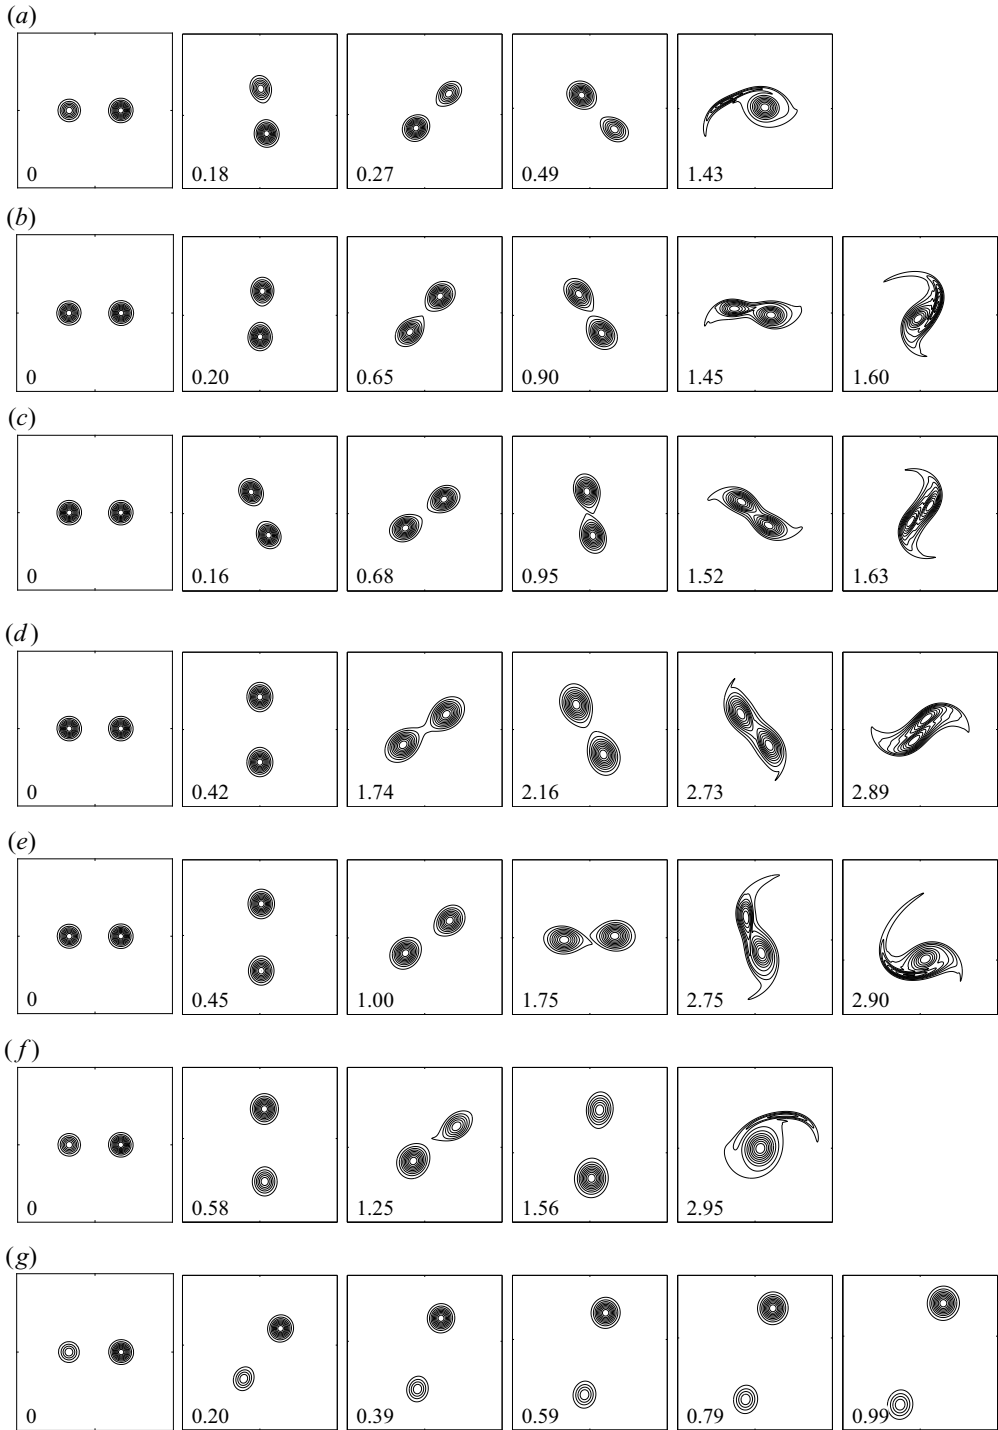 (a)
0 0.18 0.27 0.49 1.43
(b)
0 0.20 0.65 0.90 1.45 1.60
(c)
0 0.16 0.68 0.95 1.52 1.63
(d)
0 0.42 1.74 2.16 2.73 2.89
(e)
0 0.45 1.00 1.75 2.75 2.90
(f)
0 0.58 1.25 1.56 2.95
(g)
0 0.20 0.39 0.59 0.79 0.99